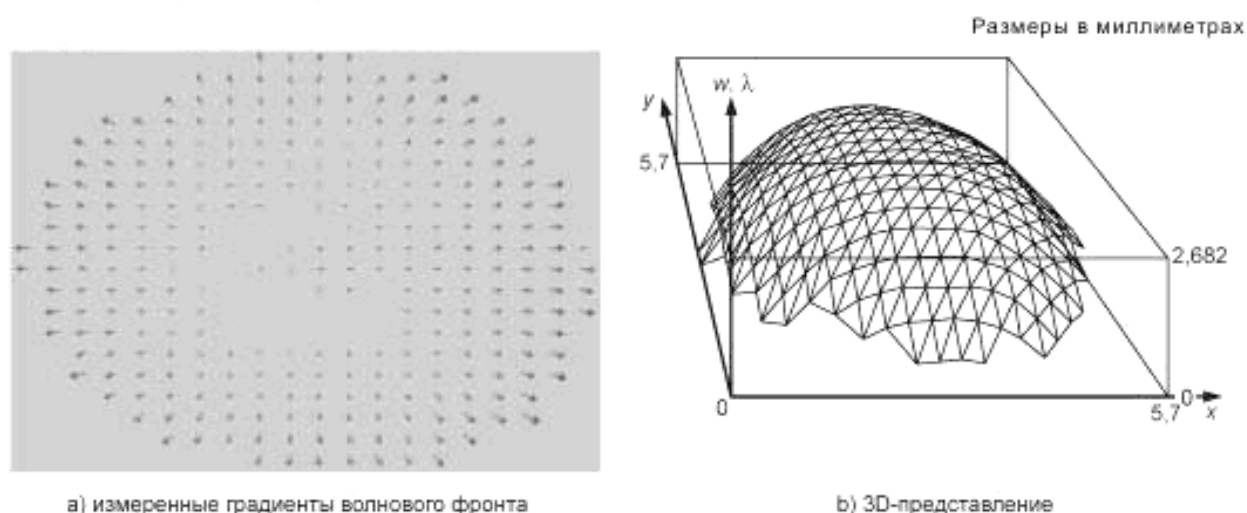 Размеры в миллиметрах
y
w, λ
5,7
2,682
0
0
5,7
x
a) измеренные градиенты волнового фронта
b) 3D-представление